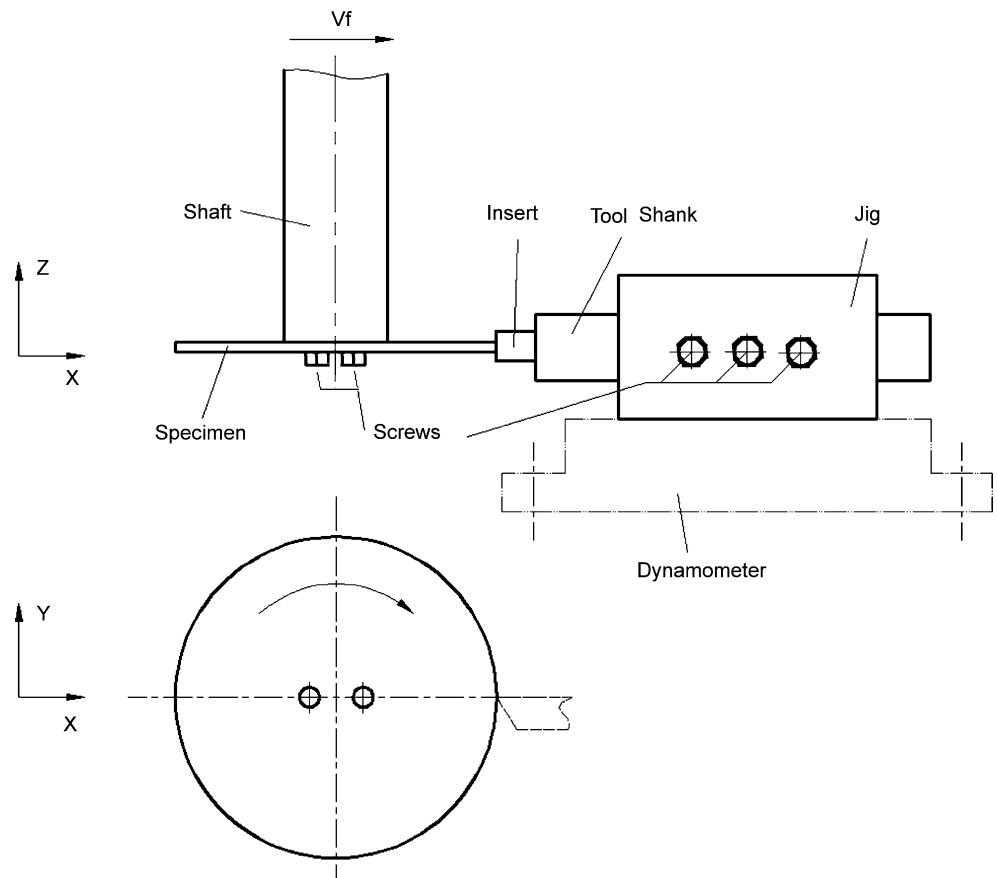 Vf
Shaft
Insert
Tool Shank
Jig
Z
X
Specimen
Screws
Dynamometer
Y
X